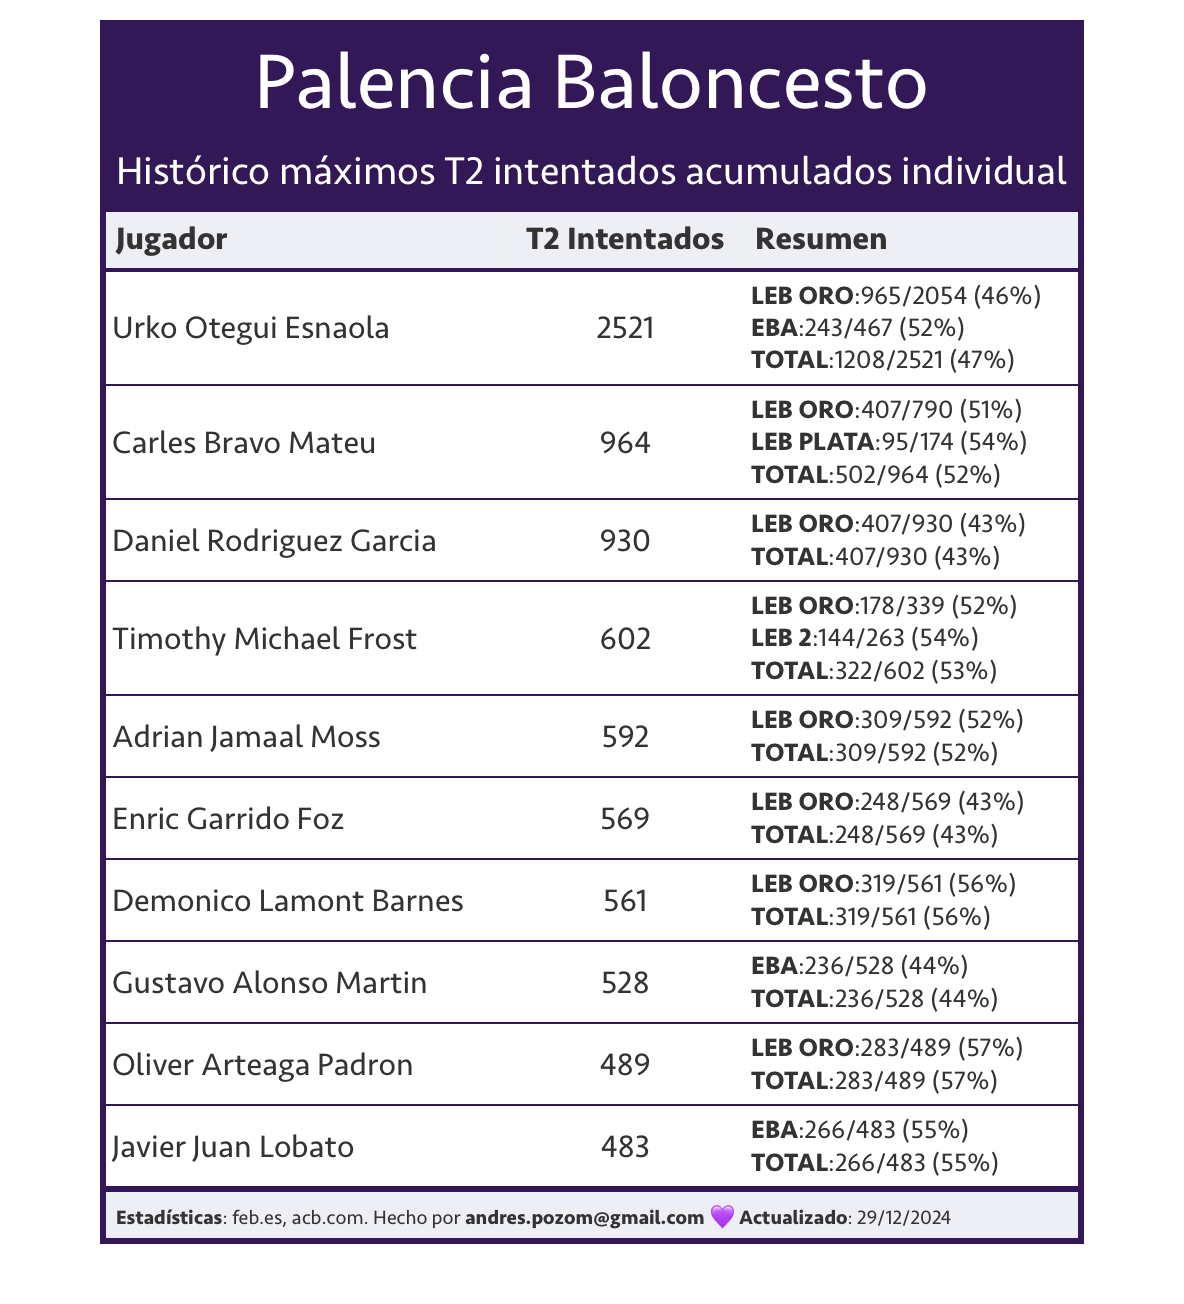 Palencia Baloncesto
Histórico máximos T2 intentados acumulados individual
Jugador T2 Intentados Resumen
Urko Otegui Esnaola 2521
LEB ORO:965/2054 (46%)
EBA:243/467 (52%)
TOTAL:1208/2521 (47%)
Carles Bravo Mateu 964
LEB ORO:407/790 (51%)
LEB PLATA:95/174 (54%)
TOTAL:502/964 (52%)
Daniel Rodriguez Garcia 930
LEB ORO:407/930 (43%)
TOTAL:407/930 (43%)
Timothy Michael Frost 602
LEB ORO:178/339 (52%)
LEB 2:144/263 (54%)
TOTAL:322/602 (53%)
Adrian Jamaal Moss 592
LEB ORO:309/592 (52%)
TOTAL:309/592 (52%)
Enric Garrido Foz 569
LEB ORO:248/569 (43%)
TOTAL:248/569 (43%)
Demonico Lamont Barnes 561
LEB ORO:319/561 (56%)
TOTAL:319/561 (56%)
Gustavo Alonso Martin 528
EBA:236/528 (44%)
TOTAL:236/528 (44%)
Oliver Arteaga Padron 489
LEB ORO:283/489 (57%)
TOTAL:283/489 (57%)
Javier Juan Lobato 483
EBA:266/483 (55%)
TOTAL:266/483 (55%)
Estadísticas: feb.es, acb.com. Hecho por andres.pozom@gmail.com 💜 Actualizado: 29/12/2024